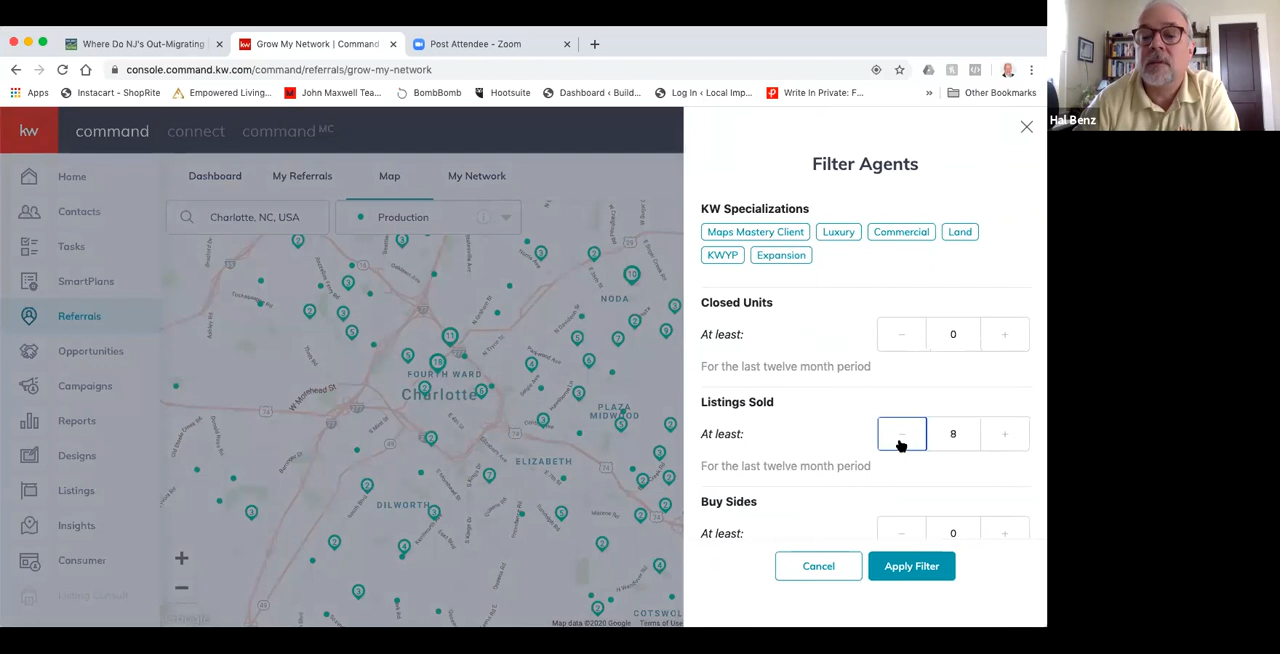 Where Do NJ's Out-Migrating
Grow My Network | Command
Post Attendee - Zoom
console.command.kw.com/command/referrals/grow-my-network
Apps
Instacart - ShopRite
Empowered Living...
John Maxwell Tea...
BombBomb
Hootsuite
Dashboard ‹ Build...
Log In ‹ Local Imp...
Write In Private: F...
»
Other Bookmarks
Hal Benz
kw
command
connect
command MC
Home
Contacts
Tasks
SmartPlans
Referrals
Opportunities
Campaigns
Reports
Designs
Listings
Insights
Consumer
Listing Consult
Dashboard
My Referrals
Map
My Network
Charlotte, NC, USA
Production
NODA
FOURTH WARD
Charlotte
W Morehead St
PLAZA
MIDWOOD
ELIZABETH
DILWORTH
COTSWOL
Map data ©2020 Google
Terms of Use
Filter Agents
KW Specializations
Maps Mastery Client
Luxury
Commercial
Land
KWYP
Expansion
Closed Units
At least:
− 0 +
For the last twelve month period
Listings Sold
At least:
− 8 +
For the last twelve month period
Buy Sides
At least:
− 0 +
Cancel
Apply Filter